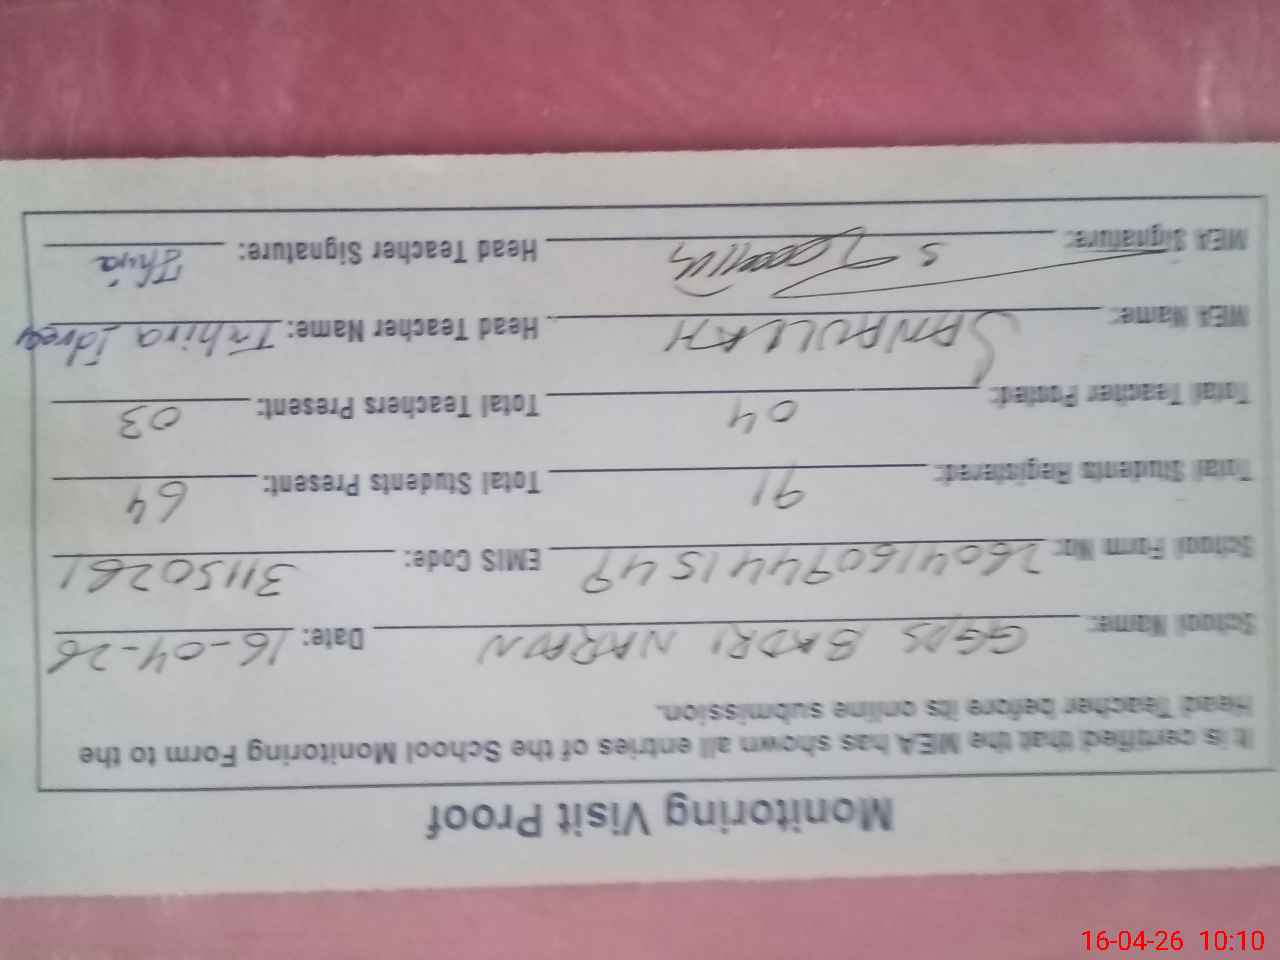 Monitoring Visit Proof
It is certified that the MEA has shown all entries of the School Monitoring Form to the
Head Teacher before its online submission.
School Name: GGPS BADRI NARAON Date: 16-04-26
School Form No: 26041609441549 EMIS Code: 31150261
Total Students Registered: 91 Total Students Present: 64
Total Teacher Posted: 04 Total Teachers Present: 03
MEA Name: SANAULLAH Head Teacher Name: Tahira Idrees
MEA Signature: Head Teacher Signature:
16-04-26 10:10